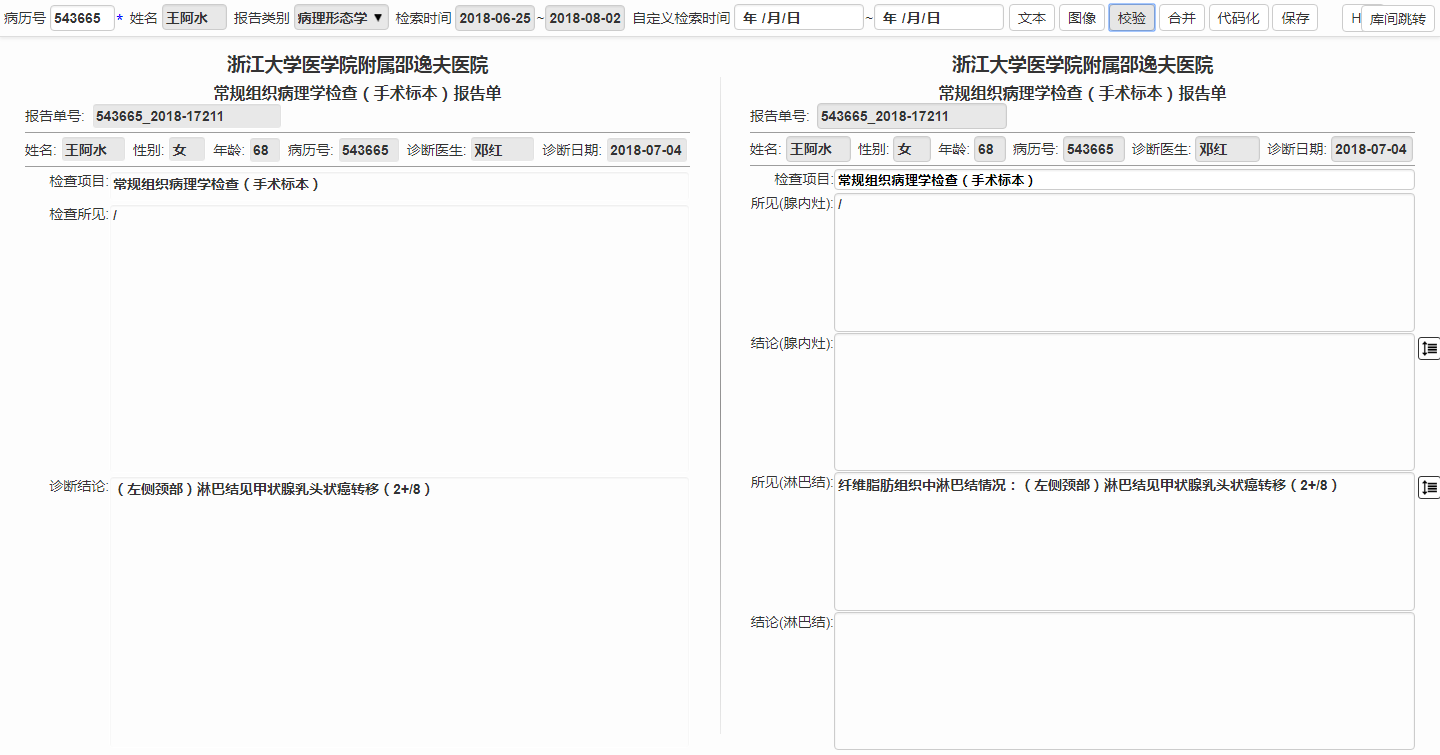 病历号 543665 * 姓名 王阿水 报告类别 病理形态学 ▼ 检索时间 2018-06-25 ~ 2018-08-02 自定义检索时间 年 /月/日 ~ 年 /月/日 文本 图像 校验 合并 代码化 保存 H 库间跳转
浙江大学医学院附属邵逸夫医院
常规组织病理学检查（手术标本）报告单
报告单号: 543665_2018-17211
姓名: 王阿水 性别: 女 年龄: 68 病历号: 543665 诊断医生: 邓红 诊断日期: 2018-07-04
检查项目: 常规组织病理学检查（手术标本）
检查所见: /
诊断结论: （左侧颈部）淋巴结见甲状腺乳头状癌转移（2+/8）
浙江大学医学院附属邵逸夫医院
常规组织病理学检查（手术标本）报告单
报告单号: 543665_2018-17211
姓名: 王阿水 性别: 女 年龄: 68 病历号: 543665 诊断医生: 邓红 诊断日期: 2018-07-04
检查项目: 常规组织病理学检查（手术标本）
所见(腺内灶): /
结论(腺内灶):
所见(淋巴结): 纤维脂肪组织中淋巴结情况：（左侧颈部）淋巴结见甲状腺乳头状癌转移（2+/8）
结论(淋巴结):